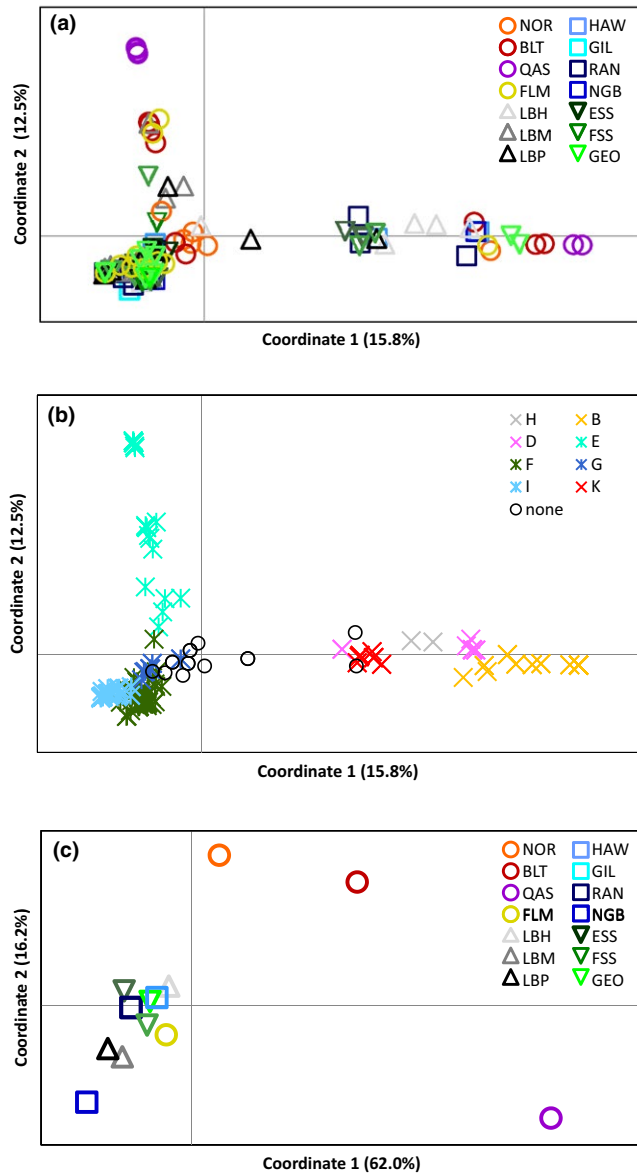 (a)
NOR HAW
BLT GIL
QAS RAN
FLM NGB
LBH ESS
LBM FSS
LBP GEO
Coordinate 2 (12.5%)
Coordinate 1 (15.8%)
(b)
H B
D E
F G
I K
none
Coordinate 2 (12.5%)
Coordinate 1 (15.8%)
(c)
NOR HAW
BLT GIL
QAS RAN
FLM NGB
LBH ESS
LBM FSS
LBP GEO
Coordinate 2 (16.2%)
Coordinate 1 (62.0%)